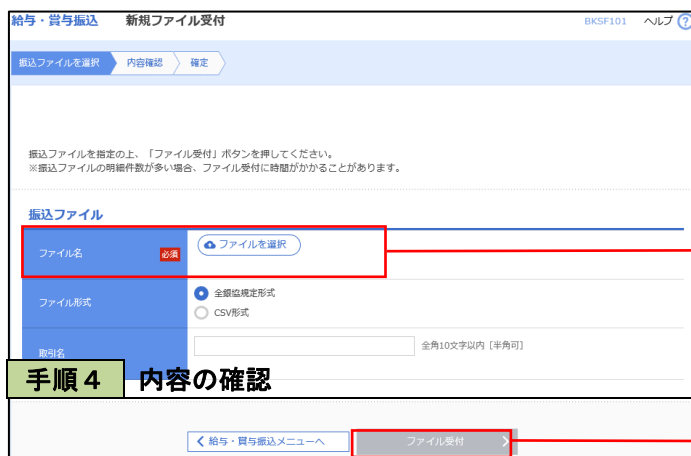 給与・賞与振込 新規ファイル受付 BKSF101 ヘルプ ?
振込ファイルを選択 内容確認 確定
振込ファイルを指定の上、「ファイル受付」ボタンを押してください。
※振込ファイルの明細件数が多い場合、ファイル受付に時間がかかることがあります。
振込ファイル
ファイル名 必須 ファイルを選択
ファイル形式 全銀協規定形式
CSV形式
取引名 全角10文字以内 [半角可]
手順4 内容の確認
給与・賞与振込メニューへ ファイル受付